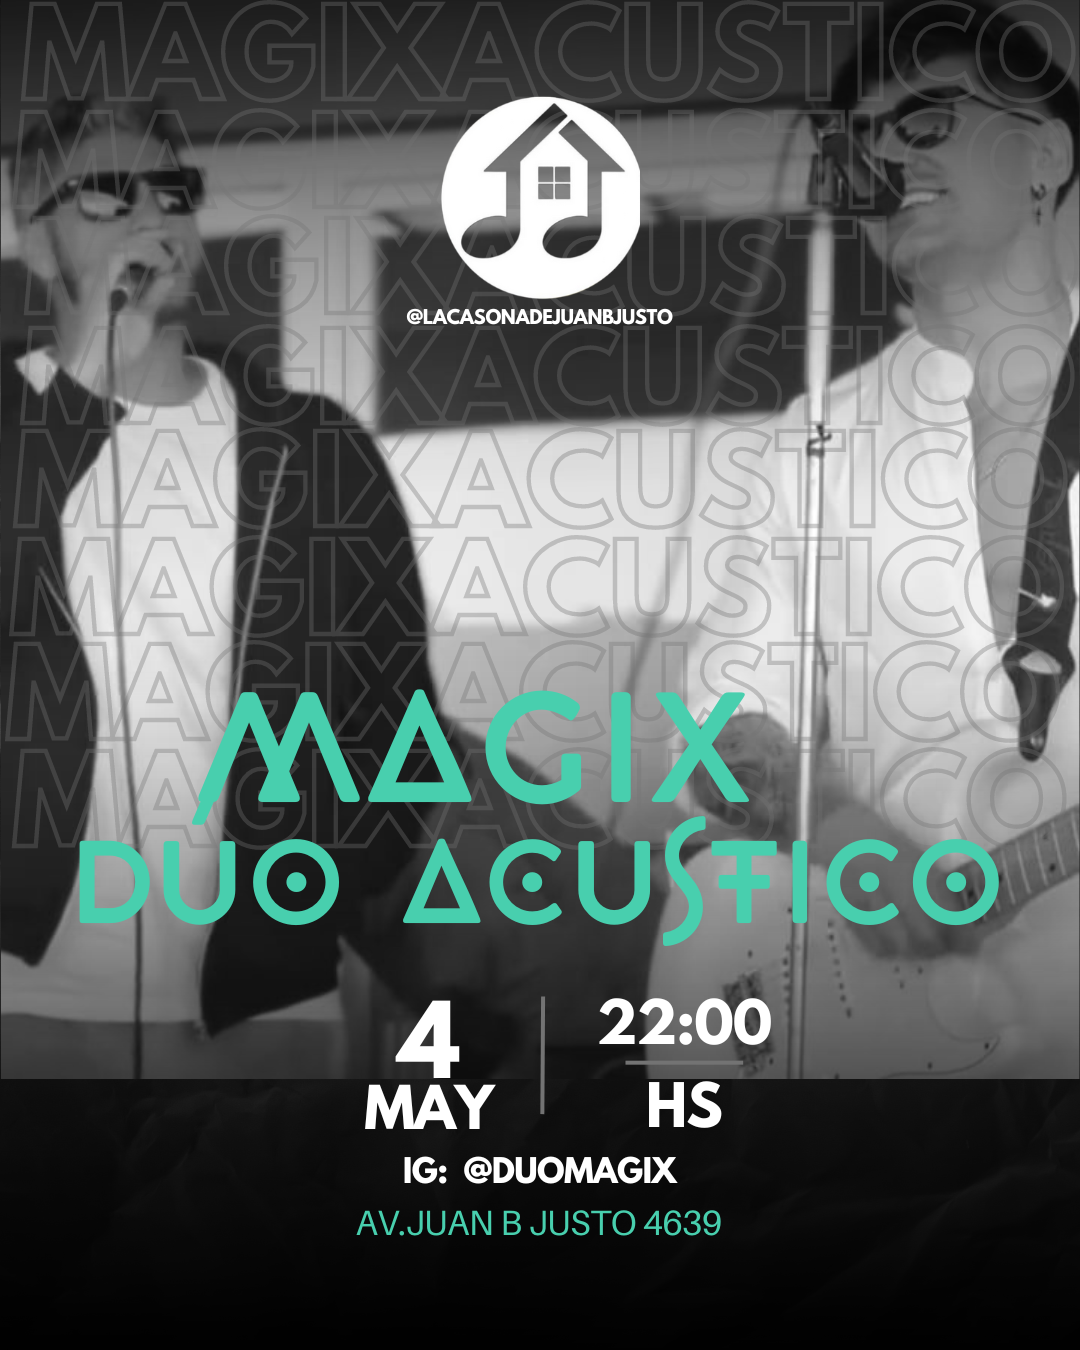 MAGIXACUSTICO
MAGIXACUSTICO
MAGIXACUSTICO
MAGIXACUSTICO
MAGIXACUSTICO
MAGIXACUSTICO
MAGIXACUSTICO
MAGIXACUSTICO
@LACASONADEJUANBJUSTO
MAGIX
DUO ACUSTICO
4
MAY
22:00
HS
IG: @DUOMAGIX
AV.JUAN B JUSTO 4639